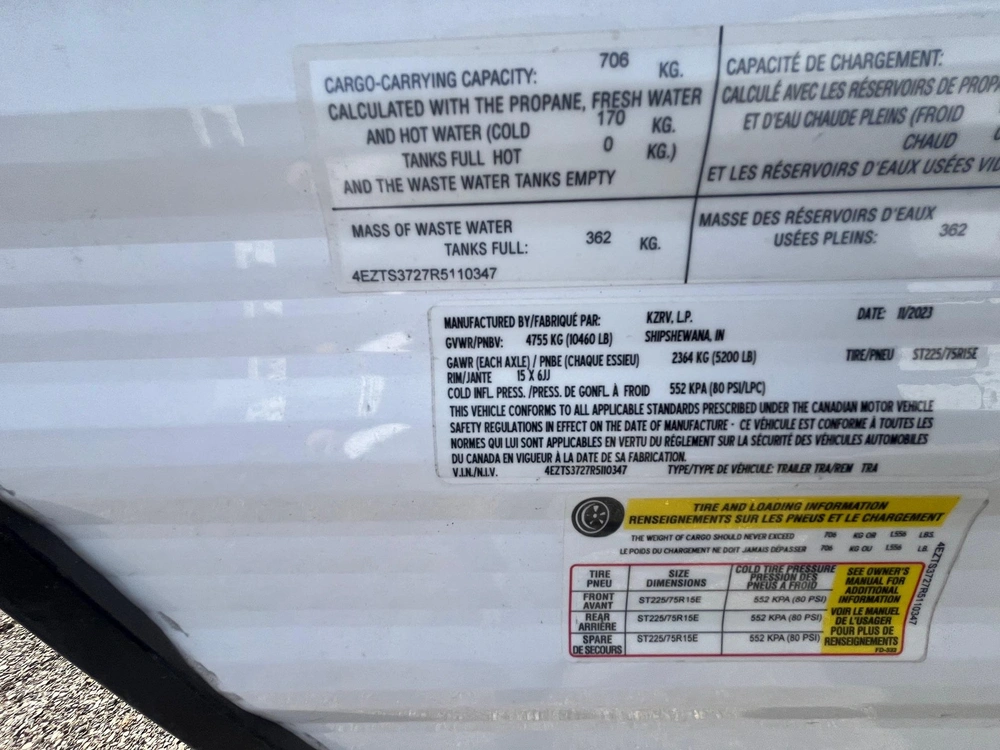 CARGO-CARRYING CAPACITY: 706 KG.
CALCULATED WITH THE PROPANE, FRESH WATER
AND HOT WATER (COLD 170 KG.
TANKS FULL HOT 0 KG.)
AND THE WASTE WATER TANKS EMPTY
MASS OF WASTE WATER
TANKS FULL: 362 KG.
4EZTS3727R5110347
CAPACITÉ DE CHARGEMENT:
CALCULÉ AVEC LES RÉSERVOIRS DE
ET D'EAU CHAUDE PLEINS (FROID
CHAUD
ET LES RÉSERVOIRS D'EAUX USÉES
MASSE DES RÉSERVOIRS D'EAUX
USÉES PLEINS: 362
MANUFACTURED BY/FABRIQUÉ PAR: KZRV, L.P. DATE: 11/2023
GVWR/PNBV: 4755 KG (10460 LB) SHIPSHEWANA, IN
GAWR (EACH AXLE) / PNBE (CHAQUE ESSIEU) 2364 KG (5200 LB) TIRE/PNEU ST225/75R15E
RIM/JANTE 15 X 6JJ
COLD INFL. PRESS. /PRESS. DE GONFL. À FROID 552 KPA (80 PSI/LPC)
THIS VEHICLE CONFORMS TO ALL APPLICABLE STANDARDS PRESCRIBED UNDER THE CANADIAN MOTOR VEHICLE
SAFETY REGULATIONS IN EFFECT ON THE DATE OF MANUFACTURE - CE VÉHICULE EST CONFORME À TOUTES LES
NORMES QUI LUI SONT APPLICABLES EN VERTU DU RÈGLEMENT SUR LA SÉCURITÉ DES VÉHICULES AUTOMOBILES
DU CANADA EN VIGUEUR À LA DATE DE SA FABRICATION.
V.I.N./N.I.V. 4EZTS3727R5110347 TYPE/TYPE DE VÉHICULE: TRAILER TRA/REM TRA
TIRE AND LOADING INFORMATION
RENSEIGNEMENTS SUR LES PNEUS ET LE CHARGEMENT
THE WEIGHT OF CARGO SHOULD NEVER EXCEED 706 KG OR 1,556 LBS.
LE POIDS DU CHARGEMENT NE DOIT JAMAIS DÉPASSER 706 KG OU 1,556 LB.
TIRE PNEU SIZE DIMENSIONS COLD TIRE PRESSURE PRESSION DES PNEUS A FROID
FRONT AVANT ST225/75R15E 552 KPA (80 PSI)
REAR ARRIÈRE ST225/75R15E 552 KPA (80 PSI)
SPARE DE SECOURS ST225/75R15E 552 KPA (80 PSI)
SEE OWNER'S
MANUAL FOR
ADDITIONAL
INFORMATION
VOIR LE MANUEL
DE L'USAGER
POUR PLUS DE
RENSEIGNEMENTS
FD-023
4EZTS3727R5110347